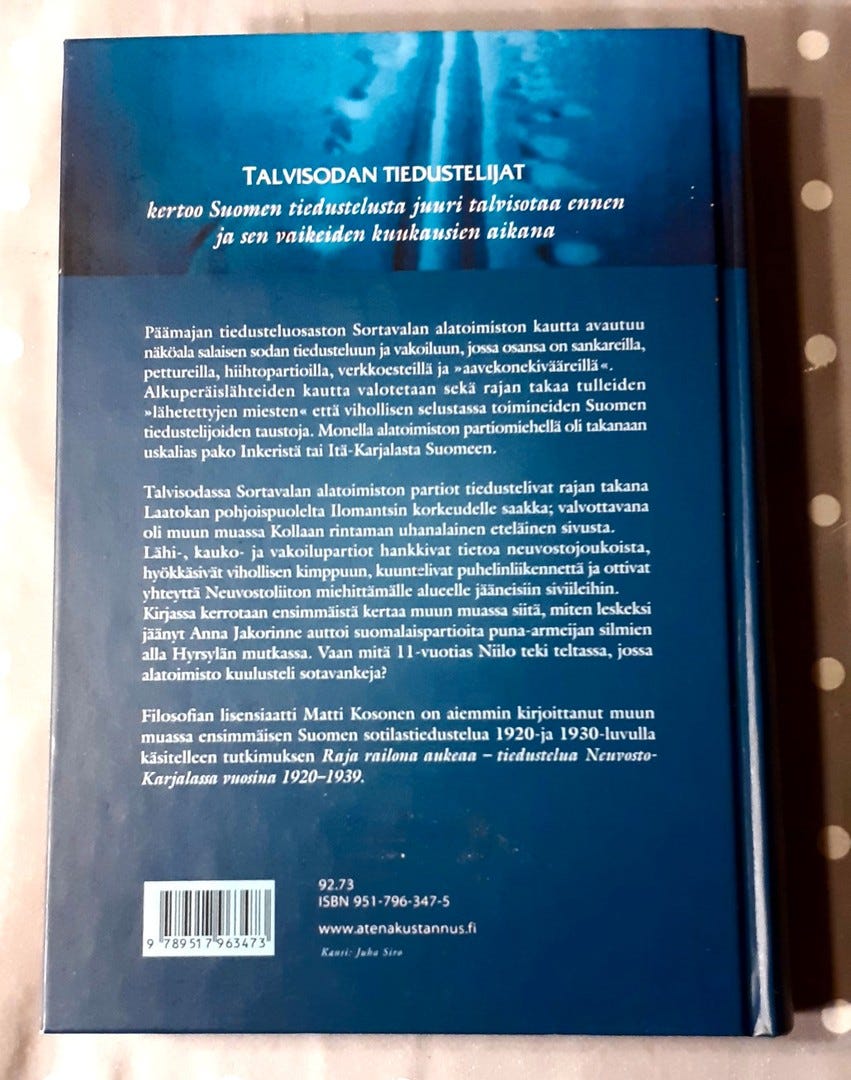 TALVISODAN TIEDUSTELIJAT
kertoo Suomen tiedustelusta juuri talvisotaa ennen
ja sen vaikeiden kuukausien aikana
Päämajan tiedusteluosaston Sortavalan alatoimiston kautta avautuu
näköala salaisen sodan tiedusteluun ja vakoiluun, jossa osansa on sankareilla,
pettureilla, hiihtopartioilla, verkkoesteillä ja »aavekonekivääreillä«.
Alkuperäislähteiden kautta valotetaan sekä rajan takaa tulleiden
»lähetettyjen miesten« että vihollisen selustassa toimineiden Suomen
tiedustelijoiden taustoja. Monella alatoimiston partiomiehellä oli takanaan
uskalias pako Inkeristä tai Itä-Karjalasta Suomeen.
Talvisodassa Sortavalan alatoimiston partiot tiedustelivat rajan takana
Laatokan pohjoispuolelta Ilomantsin korkeudelle saakka; valvottavana
oli muun muassa Kollaan rintaman uhanalainen eteläinen sivusta.
Lähi-, kauko- ja vakoilupartiot hankkivat tietoa neuvostojoukoista,
hyökkäsivät vihollisen kimppuun, kuuntelivat puhelinliikennettä ja ottivat
yhteyttä Neuvostoliiton miehittämälle alueelle jääneisiin siviileihin.
Kirjassa kerrotaan ensimmäistä kertaa muun muassa siitä, miten leskeksi
jäänyt Anna Jakorinne auttoi suomalaispartioita puna-armeijan silmien
alla Hyrsylän mutkassa. Vaan mitä 11-vuotias Niilo teki teltassa, jossa
alatoimisto kuulusteli sotavankeja?
Filosofian lisensiaatti Matti Kosonen on aiemmin kirjoittanut muun
muassa ensimmäisen Suomen sotilastiedustelua 1920-ja 1930-luvulla
käsitelleen tutkimuksen Raja railona aukeaa – tiedustelua Neuvosto-
Karjalassa vuosina 1920–1939.
92.73
ISBN 951-796-347-5
www.atenakustannus.fi
Kansi: Juha Siro
9 789517 963473